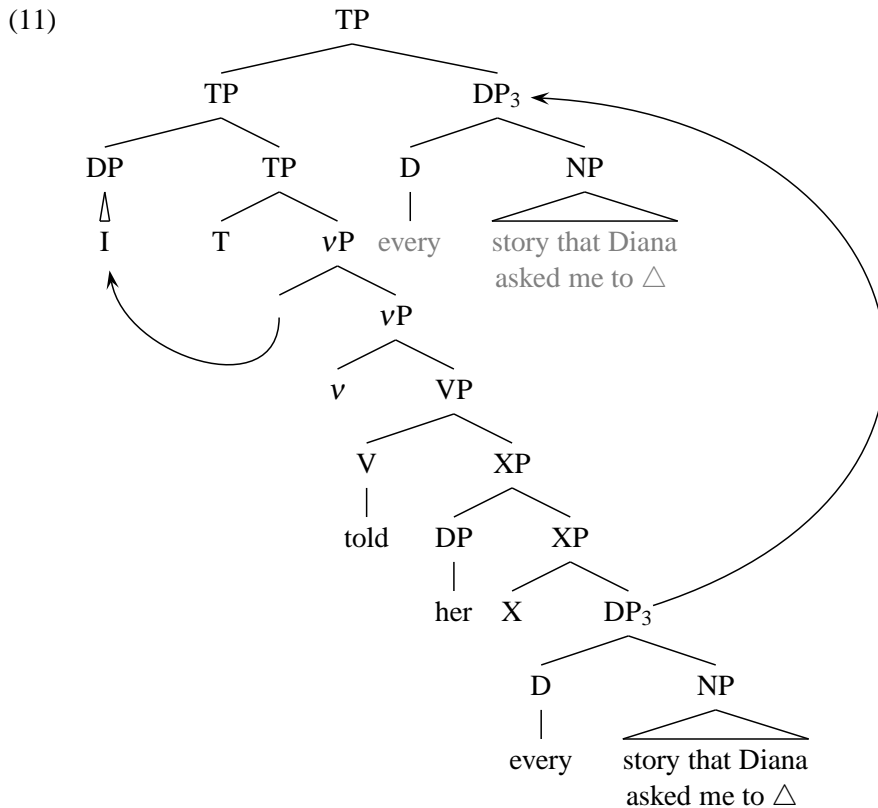 (11) TP
TP DP₃
DP TP D NP
I T vP every story that Diana
asked me to △
vP
v VP
V XP
told DP XP
her X DP₃
D NP
every story that Diana
asked me to △